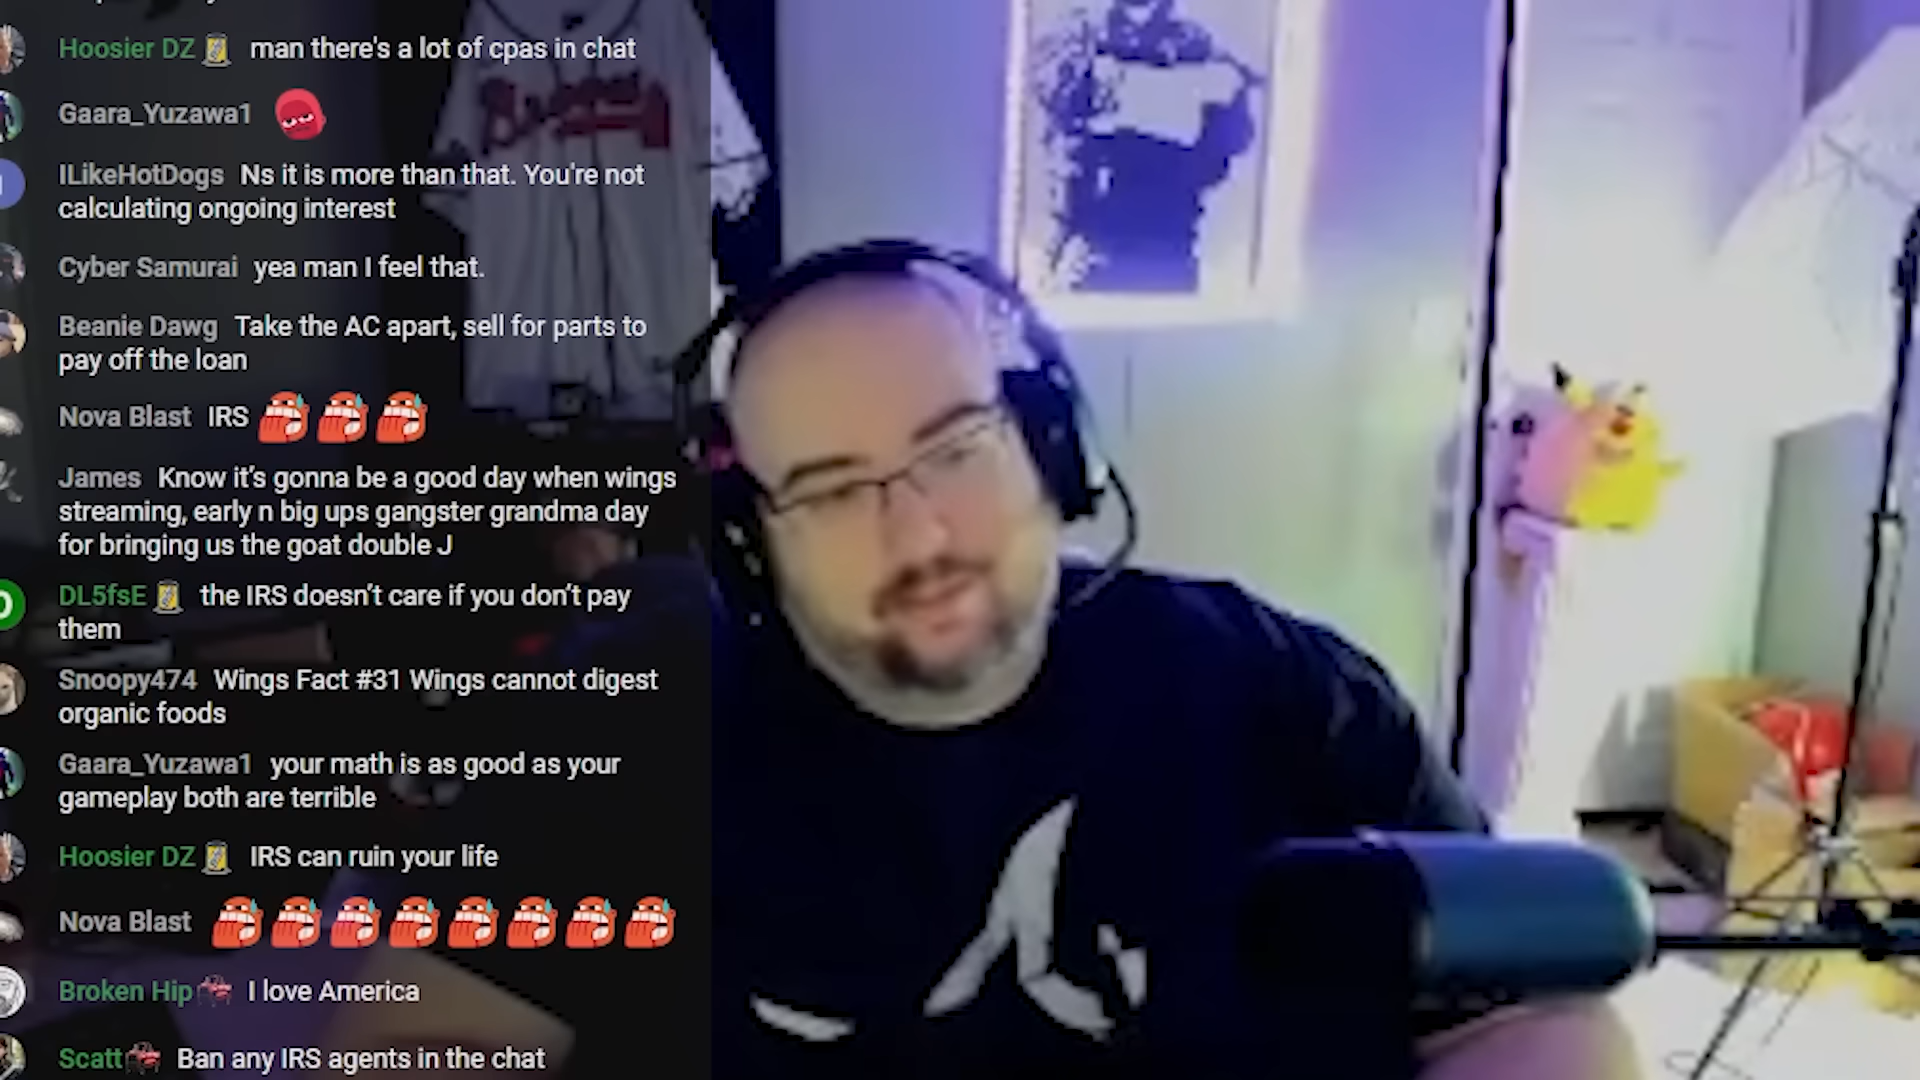 Hoosier DZ man there's a lot of cpas in chat
Gaara_Yuzawa1
ILikeHotDogs Ns it is more than that. You're not
calculating ongoing interest
Cyber Samurai yea man I feel that.
Beanie Dawg Take the AC apart, sell for parts to
pay off the loan
Nova Blast IRS
James Know it's gonna be a good day when wings
streaming, early n big ups gangster grandma day
for bringing us the goat double J
DL5fsE the IRS doesn't care if you don't pay
them
Snoopy474 Wings Fact #31 Wings cannot digest
organic foods
Gaara_Yuzawa1 your math is as good as your
gameplay both are terrible
Hoosier DZ IRS can ruin your life
Nova Blast
Broken Hip I love America
Scatt Ban any IRS agents in the chat